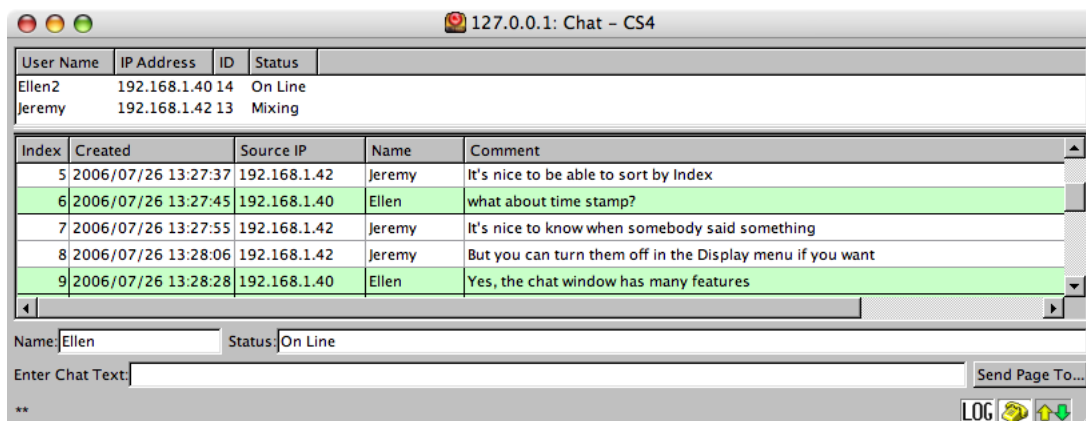 127.0.0.1: Chat – CS4
User Name IP Address ID Status
Ellen2 192.168.1.40 14 On Line
Jeremy 192.168.1.42 13 Mixing
Index Created Source IP Name Comment
5 2006/07/26 13:27:37 192.168.1.42 Jeremy It's nice to be able to sort by Index
6 2006/07/26 13:27:45 192.168.1.40 Ellen what about time stamp?
7 2006/07/26 13:27:55 192.168.1.42 Jeremy It's nice to know when somebody said something
8 2006/07/26 13:28:06 192.168.1.42 Jeremy But you can turn them off in the Display menu if you want
9 2006/07/26 13:28:28 192.168.1.40 Ellen Yes, the chat window has many features
Name: Ellen Status: On Line
Enter Chat Text: Send Page To...
** LOG